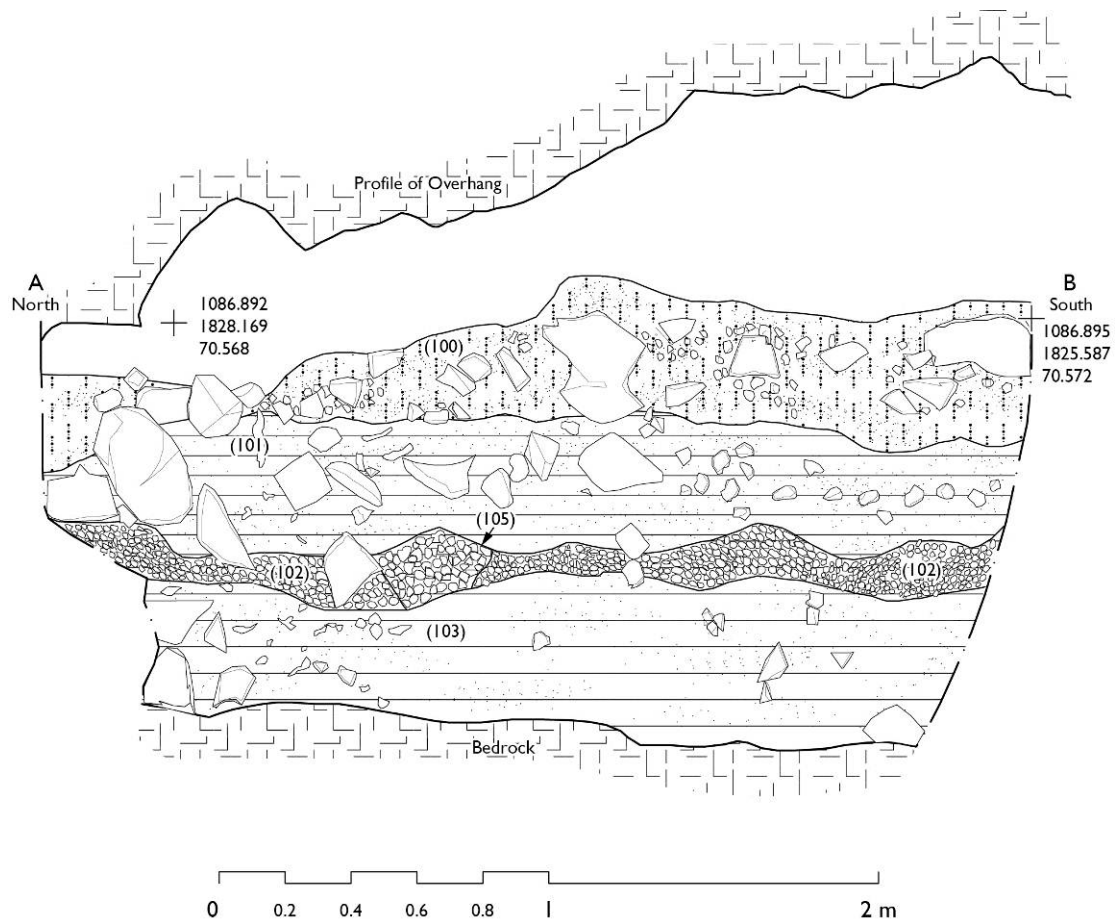 Profile of Overhang
A
North
1086.892
1828.169
70.568
B
South
1086.895
1825.587
70.572
(100)
(101)
(105)
(102)
(102)
(103)
Bedrock
0 0.2 0.4 0.6 0.8 1 2 m